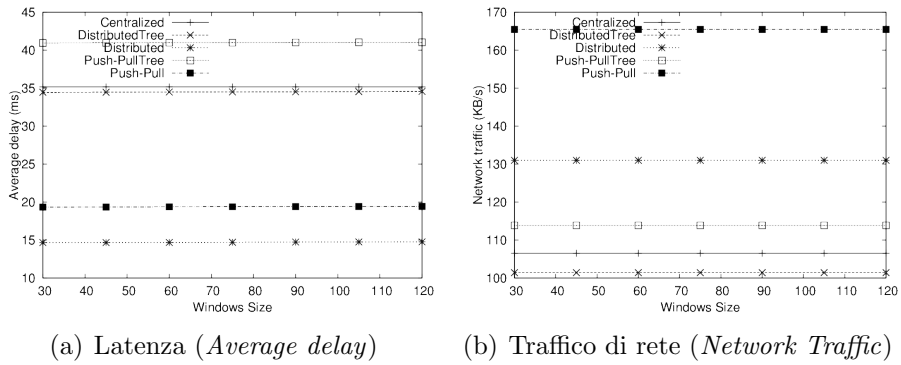 45
40
35
30
25
20
15
10
Average delay (ms)
Centralized
DistributedTree
Distributed
Push-PullTree
Push-Pull
30 40 50 60 70 80 90 100 110 120
Windows Size
(a) Latenza (Average delay)
170
160
150
140
130
120
110
100
Network traffic (KB/s)
Centralized
DistributedTree
Distributed
Push-PullTree
Push-Pull
30 40 50 60 70 80 90 100 110 120
Windows Size
(b) Traffico di rete (Network Traffic)